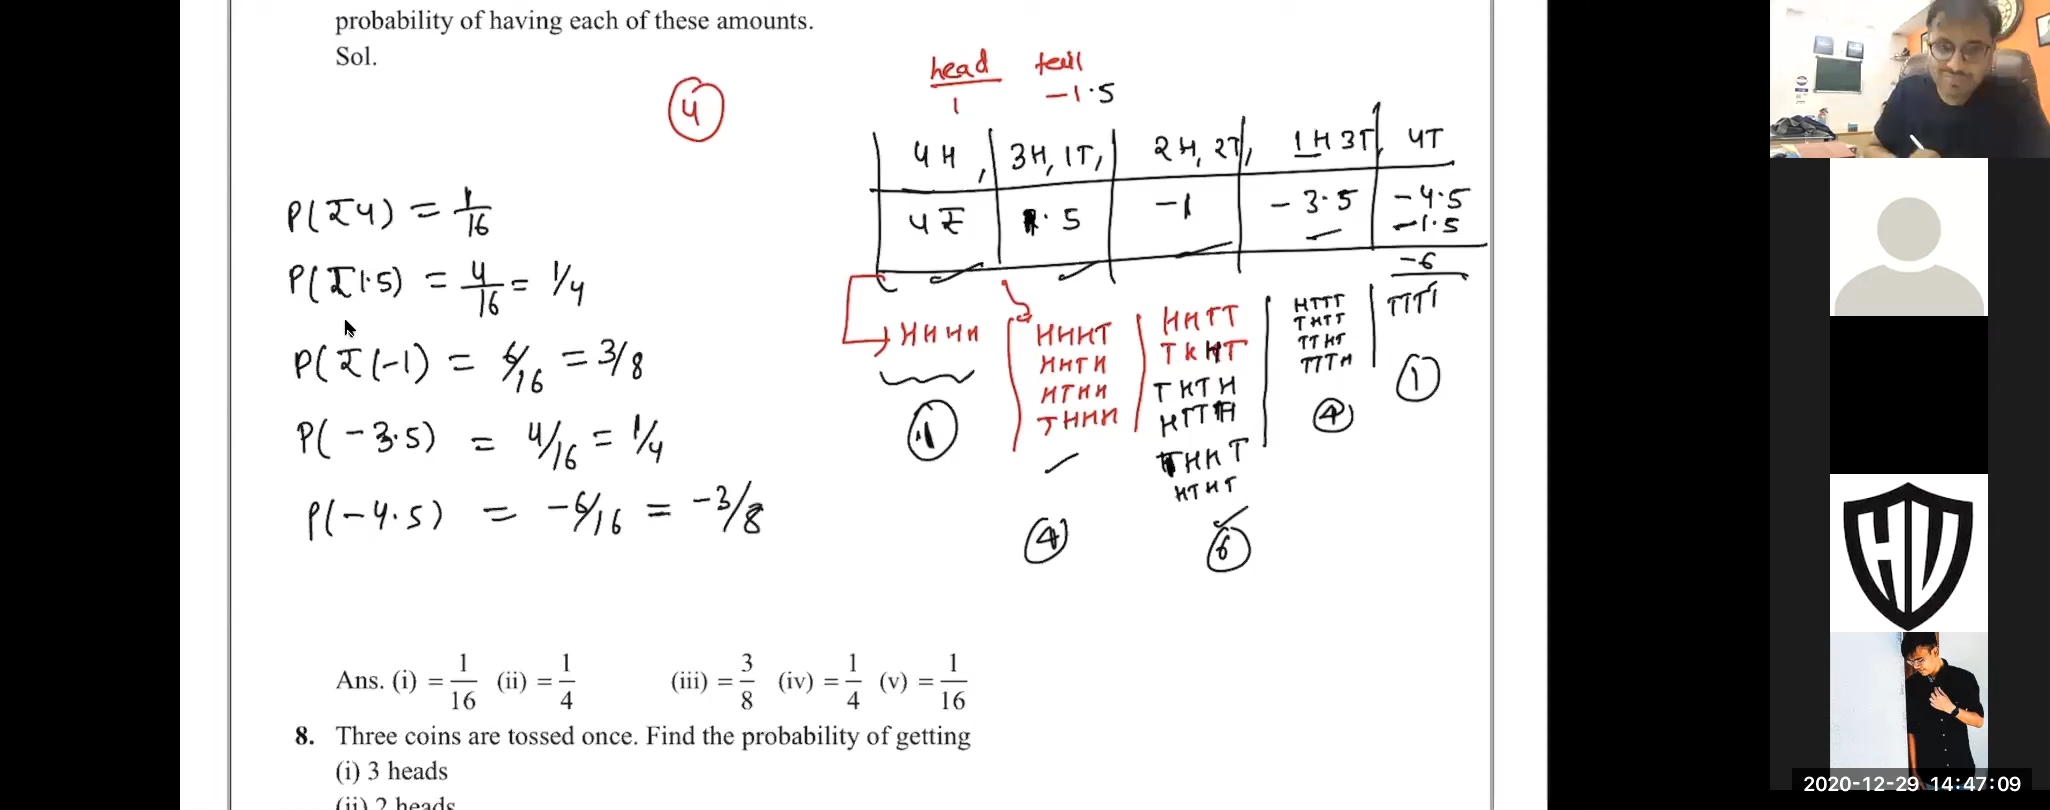 probability of having each of these amounts.
Sol.
4
head tail
1 -1.5
4H, 3H, 1T, 2H, 2T, 1H 3T, 4T
4₹ 1.5 -1 -3.5 -4.5
-1.5
-6
P(₹4) = 1/16
P(₹1.5) = 4/16 = 1/4
P(₹(-1) = 6/16 = 3/8
P(-3.5) = 4/16 = 1/4
P(-4.5) = -6/16 = -3/8
HHHH
1
HHHT
HHTH
HTHH
THHH
4
HHTT
THHT
THTH
HTTH
THHT
HTHT
6
HTTT
THTT
TTHT
TTTH
4
TTTT
1
Ans. (i) = 1/16 (ii) = 1/4 (iii) = 3/8 (iv) = 1/4 (v) = 1/16
8. Three coins are tossed once. Find the probability of getting
(i) 3 heads
(ii) 2 heads
2020-12-29 14:47:09